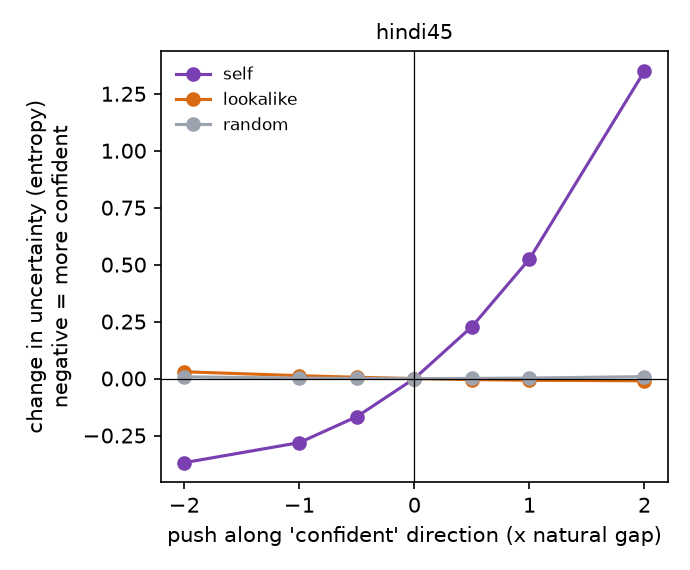 hindi45
self
lookalike
random
change in uncertainty (entropy)
negative = more confident
1.25
1.00
0.75
0.50
0.25
0.00
−0.25
−2
−1
0
1
2
push along 'confident' direction (x natural gap)